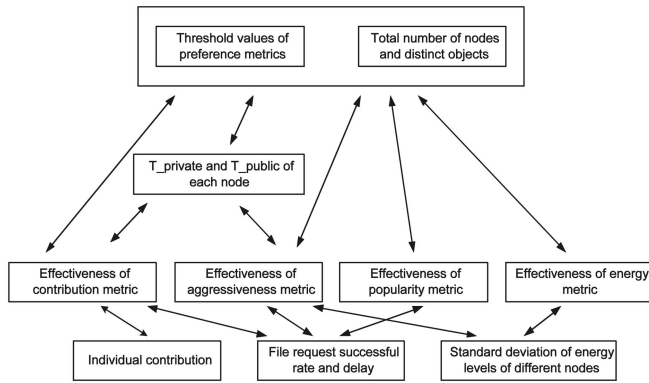 Threshold values of
preference metrics
Total number of nodes
and distinct objects
T_private and T_public of
each node
Effectiveness of
contribution metric
Effectiveness of
aggressiveness metric
Effectiveness of
popularity metric
Effectiveness of energy
metric
Individual contribution
File request successful
rate and delay
Standard deviation of energy
levels of different nodes